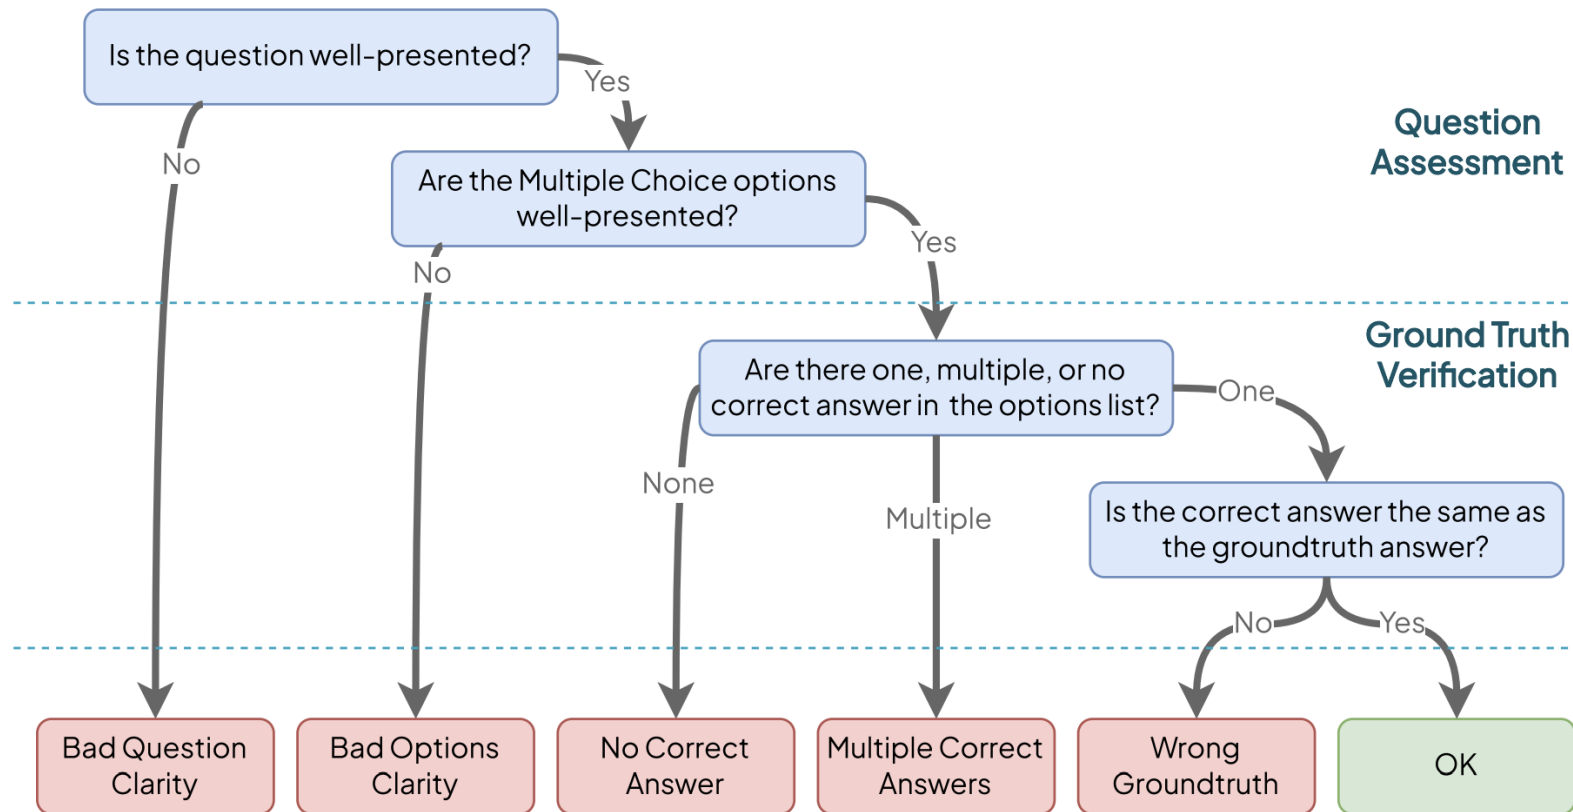 Is the question well-presented?
Yes
No
Question
Assessment
Are the Multiple Choice options
well-presented?
Yes
No
Ground Truth
Verification
Are there one, multiple, or no
correct answer in the options list?
One
None
Multiple
Is the correct answer the same as
the groundtruth answer?
No
Yes
Bad Question
Clarity
Bad Options
Clarity
No Correct
Answer
Multiple Correct
Answers
Wrong
Groundtruth
OK